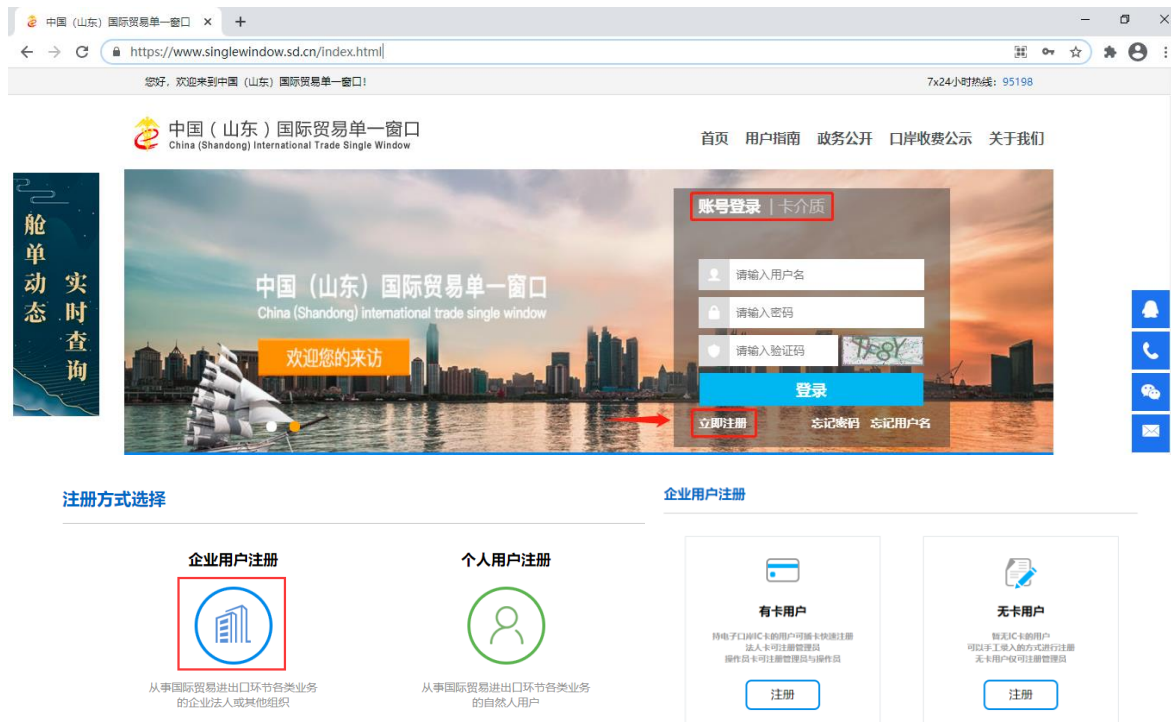 中国（山东）国际贸易单一窗口
https://www.singlewindow.sd.cn/index.html
您好，欢迎来到中国（山东）国际贸易单一窗口！
7x24小时热线：95198
中国（山东）国际贸易单一窗口
China (Shandong) International Trade Single Window
首页 用户指南 政务公开 口岸收费公示 关于我们
舱单动态
实时查询
账号登录 | 卡介质
中国（山东）国际贸易单一窗口
China (Shandong) international trade single window
欢迎您的来访
请输入用户名
请输入密码
请输入验证码
登录
立即注册 忘记密码 忘记用户名
注册方式选择
企业用户注册
个人用户注册
从事国际贸易进出口环节各类业务
的企业法人或其他组织
从事国际贸易进出口环节各类业务
的自然人用户
企业用户注册
有卡用户
持电子口岸IC卡的用户可插卡快速注册
法人卡可注册管理员
操作员卡可注册管理员与操作员
注册
无卡用户
暂无IC卡的用户
可以手工录入的方式进行注册
无卡用户仅可注册管理员
注册